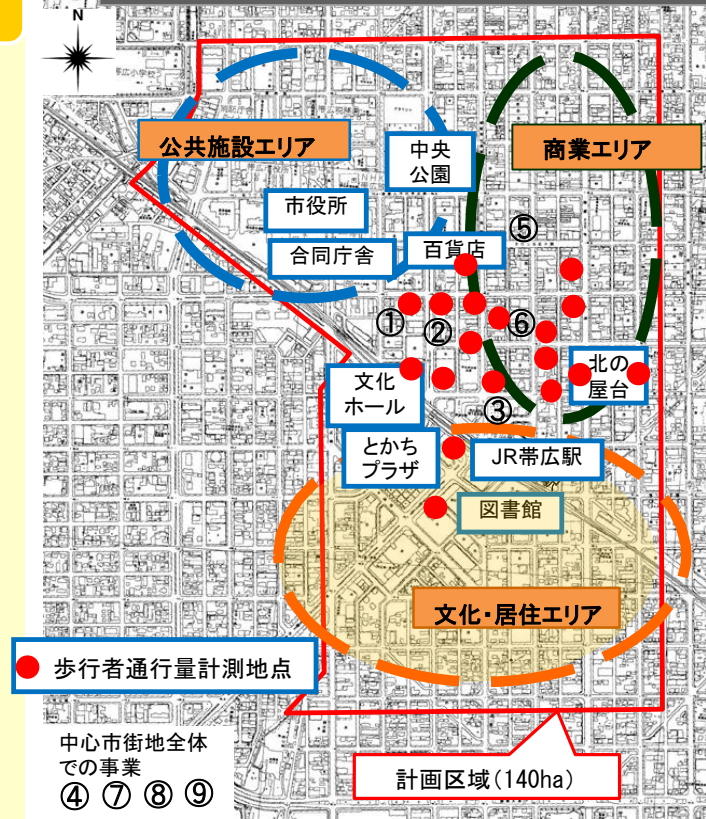 N
公共施設エリア
中央
公園
商業エリア
市役所
合同庁舎
百貨店
⑤
①
②
⑥
文化
ホール
北の
屋台
③
とかち
プラザ
JR帯広駅
図書館
文化・居住エリア
歩行者通行量計測地点
中心市街地全体
での事業
④ ⑦ ⑧ ⑨
計画区域(140ha)